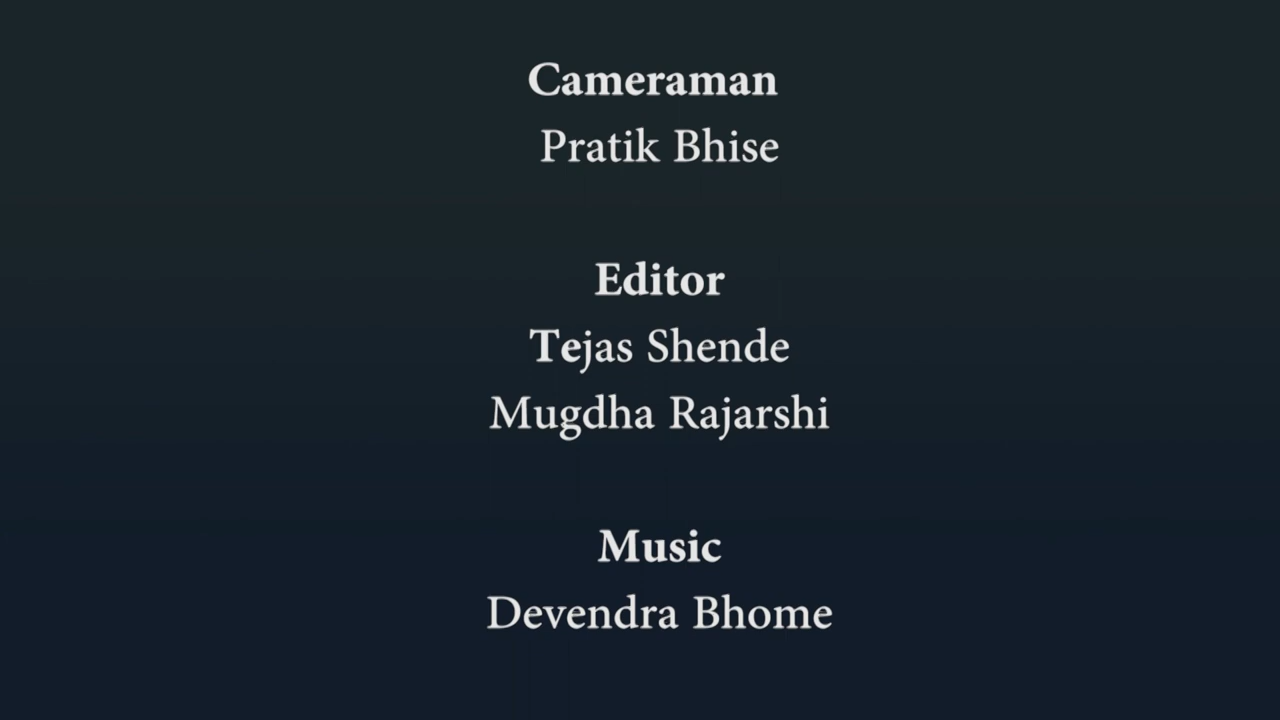 Cameraman
Pratik Bhise
Editor
Tejas Shende
Mugdha Rajarshi
Music
Devendra Bhome